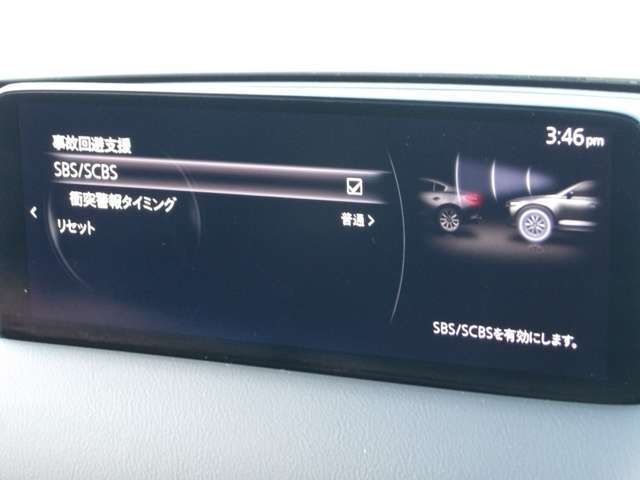 3:46pm
事故回避支援
SBS/SCBS
衝突警報タイミング
普通
リセット
SBS/SCBSを有効にします。